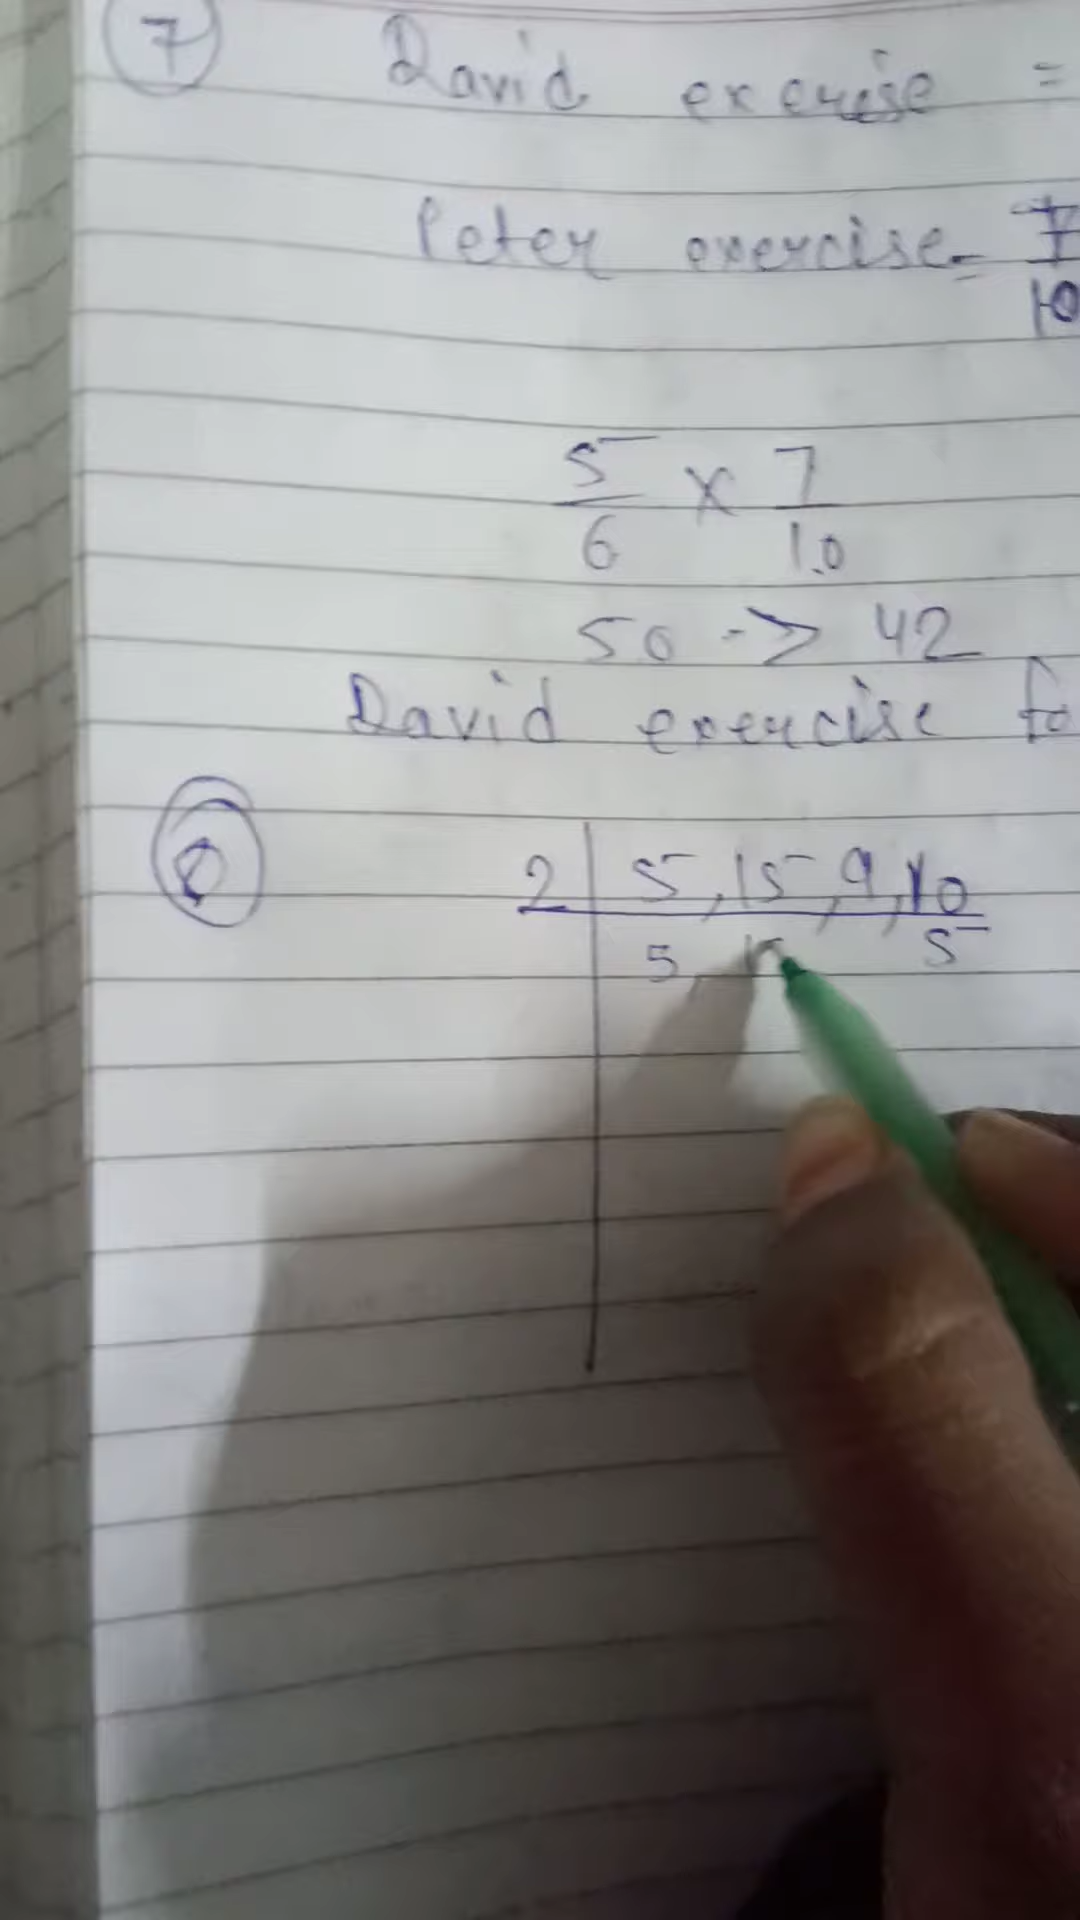 7 David exercise =
Peter exercise = 7/10
5/6 × 7/10
50 -> 42
David exercise fo
8 2 | 5, 15, 9, 10
5 15 5